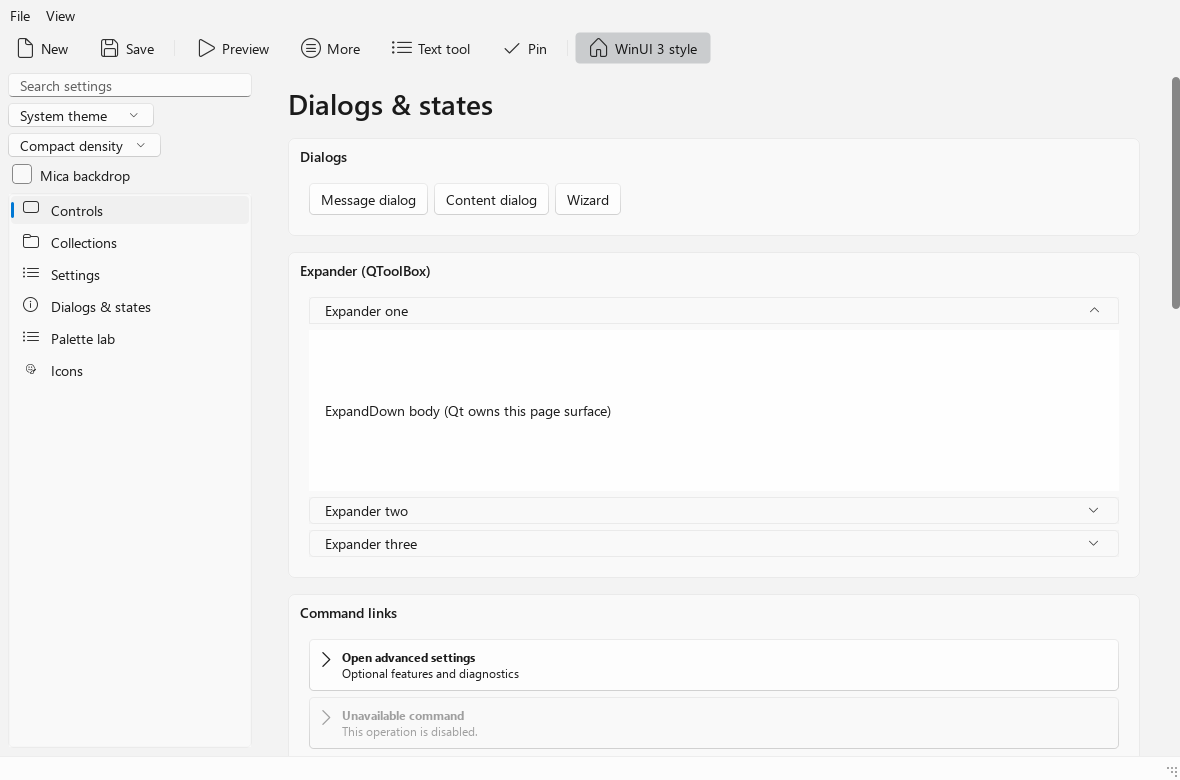 File View
New Save Preview More Text tool Pin WinUI 3 style
Search settings
System theme
Compact density
Mica backdrop
Controls
Collections
Settings
Dialogs & states
Palette lab
Icons
Dialogs & states
Dialogs
Message dialog Content dialog Wizard
Expander (QToolBox)
Expander one
ExpandDown body (Qt owns this page surface)
Expander two
Expander three
Command links
Open advanced settings
Optional features and diagnostics
Unavailable command
This operation is disabled.